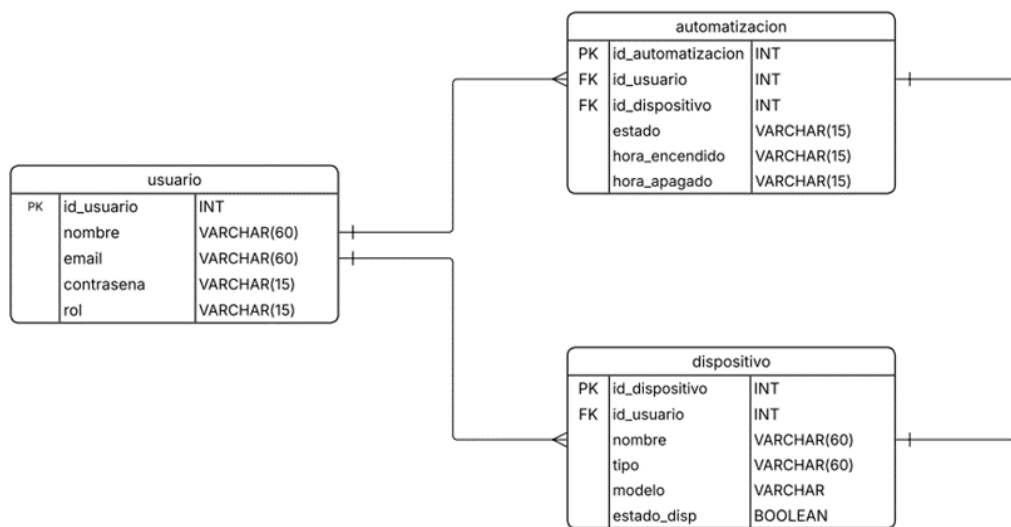 automatizacion
PK id_automatizacion INT
FK id_usuario INT
FK id_dispositivo INT
estado VARCHAR(15)
hora_encendido VARCHAR(15)
hora_apagado VARCHAR(15)
usuario
PK id_usuario INT
nombre VARCHAR(60)
email VARCHAR(60)
contrasena VARCHAR(15)
rol VARCHAR(15)
dispositivo
PK id_dispositivo INT
FK id_usuario INT
nombre VARCHAR(60)
tipo VARCHAR(60)
modelo VARCHAR
estado_disp BOOLEAN